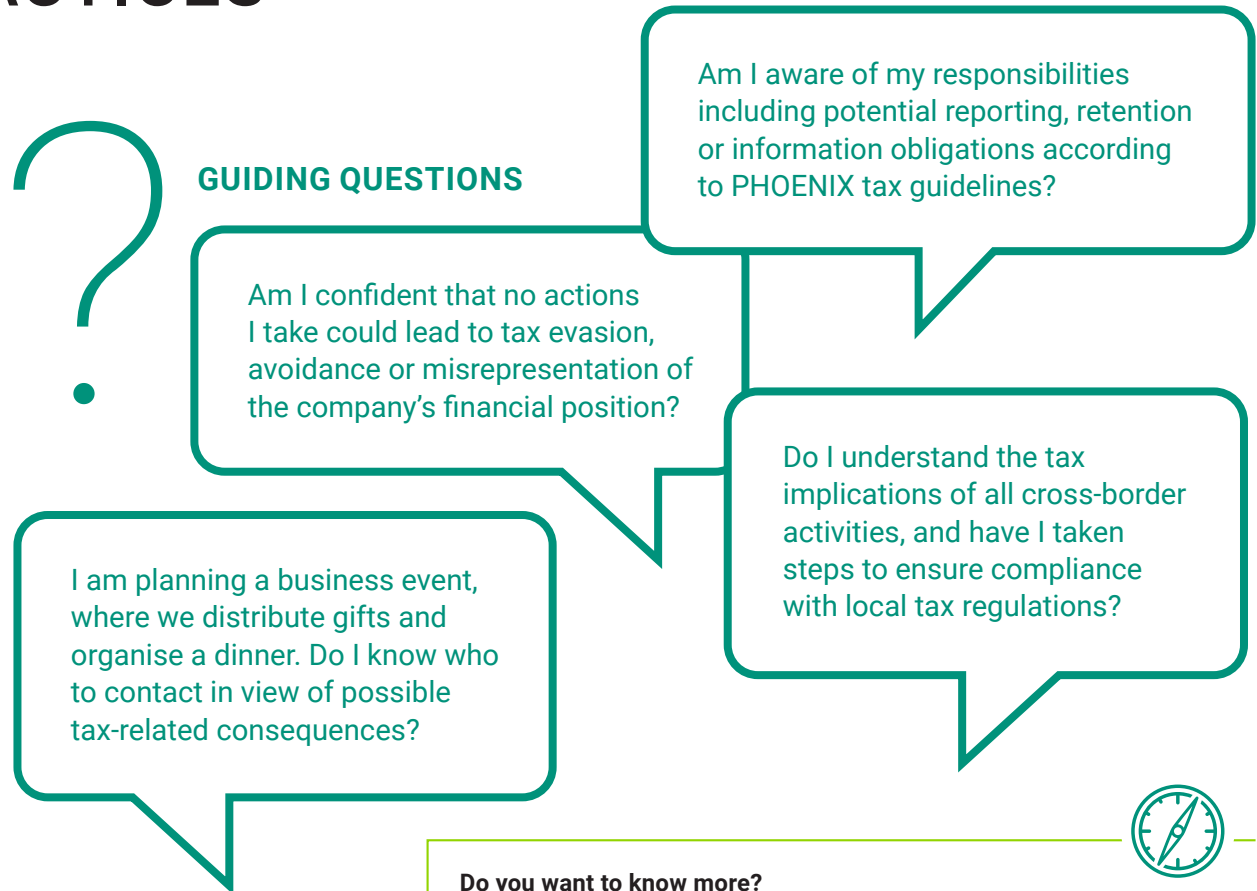 GUIDING QUESTIONS
Am I aware of my responsibilities
including potential reporting, retention
or information obligations according
to PHOENIX tax guidelines?
Am I confident that no actions
I take could lead to tax evasion,
avoidance or misrepresentation of
the company’s financial position?
Do I understand the tax
implications of all cross-border
activities, and have I taken
steps to ensure compliance
with local tax regulations?
I am planning a business event,
where we distribute gifts and
organise a dinner. Do I know who
to contact in view of possible
tax-related consequences?
Do you want to know more?